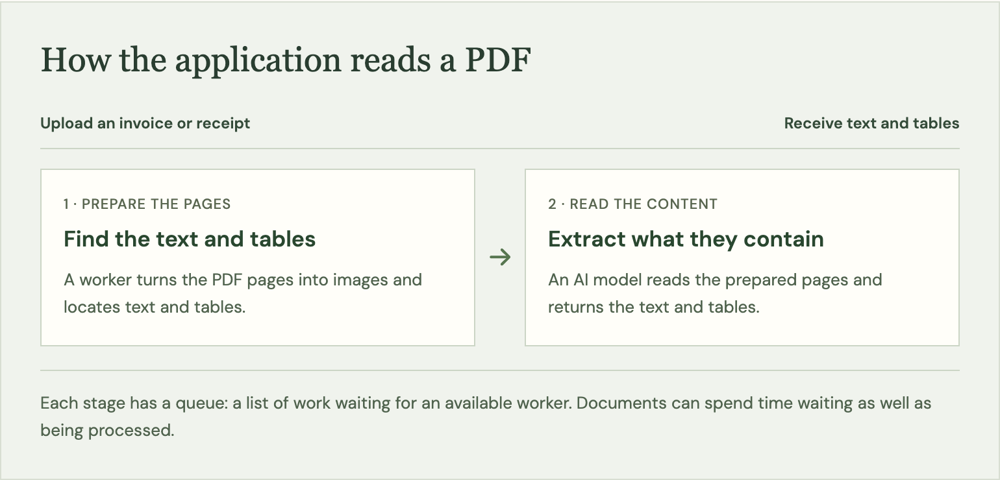 How the application reads a PDF
Upload an invoice or receipt
Receive text and tables
1 · PREPARE THE PAGES
Find the text and tables
A worker turns the PDF pages into images and
locates text and tables.
2 · READ THE CONTENT
Extract what they contain
An AI model reads the prepared pages and
returns the text and tables.
Each stage has a queue: a list of work waiting for an available worker. Documents can spend time waiting as well as
being processed.